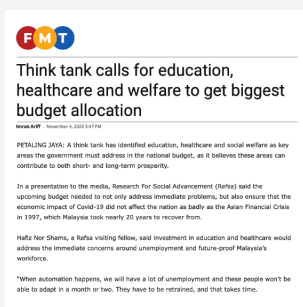 FMT
Think tank calls for education,
healthcare and welfare to get biggest
budget allocation
Imran Ariff - November 4, 2020 5:47 PM
PETALING JAYA: A think tank has identified education, healthcare and social welfare as key
areas the government must address in the national budget, as it believes these areas can
contribute to both short- and long-term prosperity.
In a presentation to the media, Research For Social Advancement (Refsa) said the
upcoming budget needed to not only address immediate problems, but also ensure that the
economic impact of Covid-19 did not affect the nation as badly as the Asian Financial Crisis
in 1997, which Malaysia took nearly 20 years to recover from.
Hafiz Nor Shams, a Refsa visiting fellow, said investment in education and healthcare would
address the immediate concerns around unemployment and future-proof Malaysia's
workforce.
"When automation happens, we will have a lot of unemployment and these people won't be
able to adapt in a month or two. They have to be retrained, and that takes time.